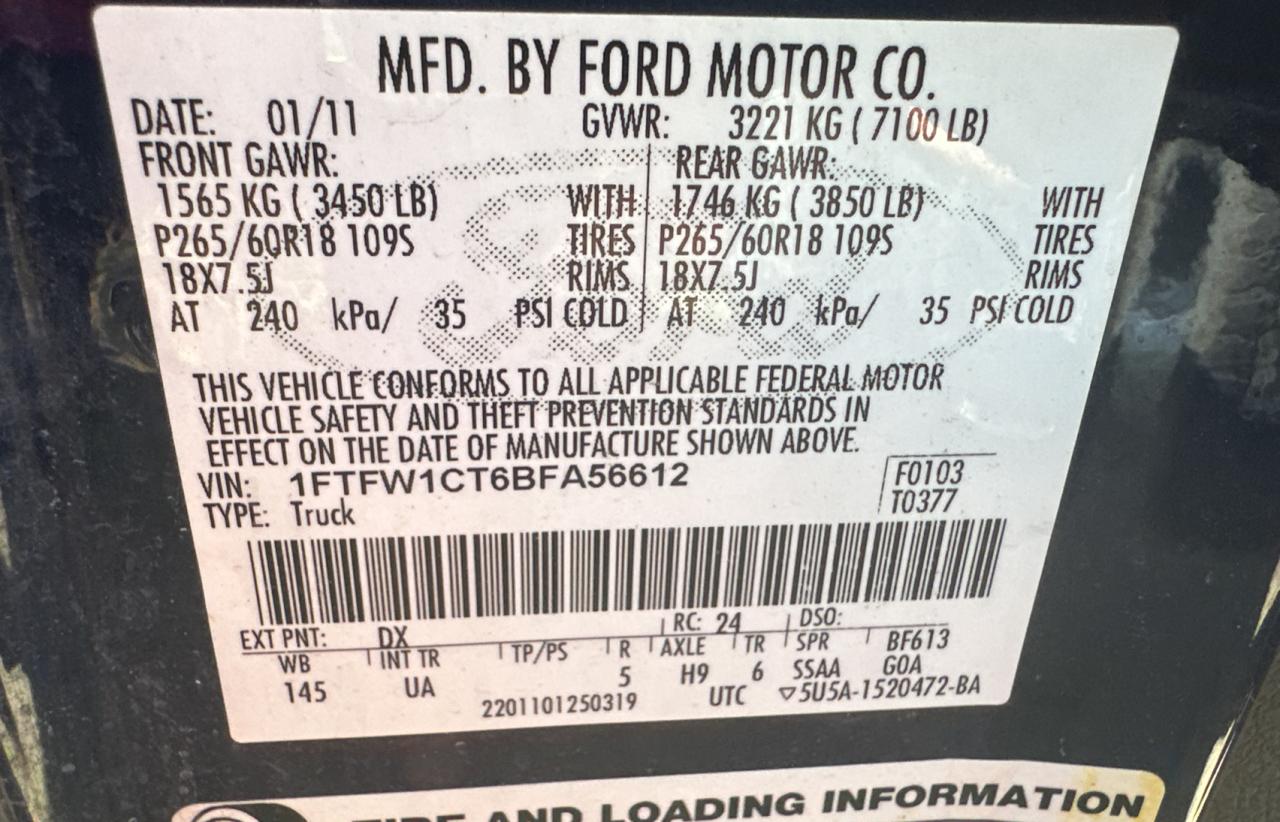 MFD. BY FORD MOTOR CO.
DATE: 01/11 GVWR: 3221 KG ( 7100 LB)
FRONT GAWR: REAR GAWR:
1565 KG ( 3450 LB) WITH 1746 KG ( 3850 LB) WITH
P265/60R18 109S TIRES P265/60R18 109S TIRES
18X7.5J RIMS 18X7.5J RIMS
AT 240 kPa/ 35 PSI COLD AT 240 kPa/ 35 PSI COLD
THIS VEHICLE CONFORMS TO ALL APPLICABLE FEDERAL MOTOR
VEHICLE SAFETY AND THEFT PREVENTION STANDARDS IN
EFFECT ON THE DATE OF MANUFACTURE SHOWN ABOVE.
VIN: 1FTFW1CT6BFA56612 F0103
TYPE: Truck T0377
EXT PNT: DX RC: 24 DSO:
WB INT TR TP/PS R AXLE TR SPR BF613
145 UA 5 H9 6 SSAA GOA
2201101250319 UTC ▽5U5A-1520472-BA
TIRE AND LOADING INFORMATION